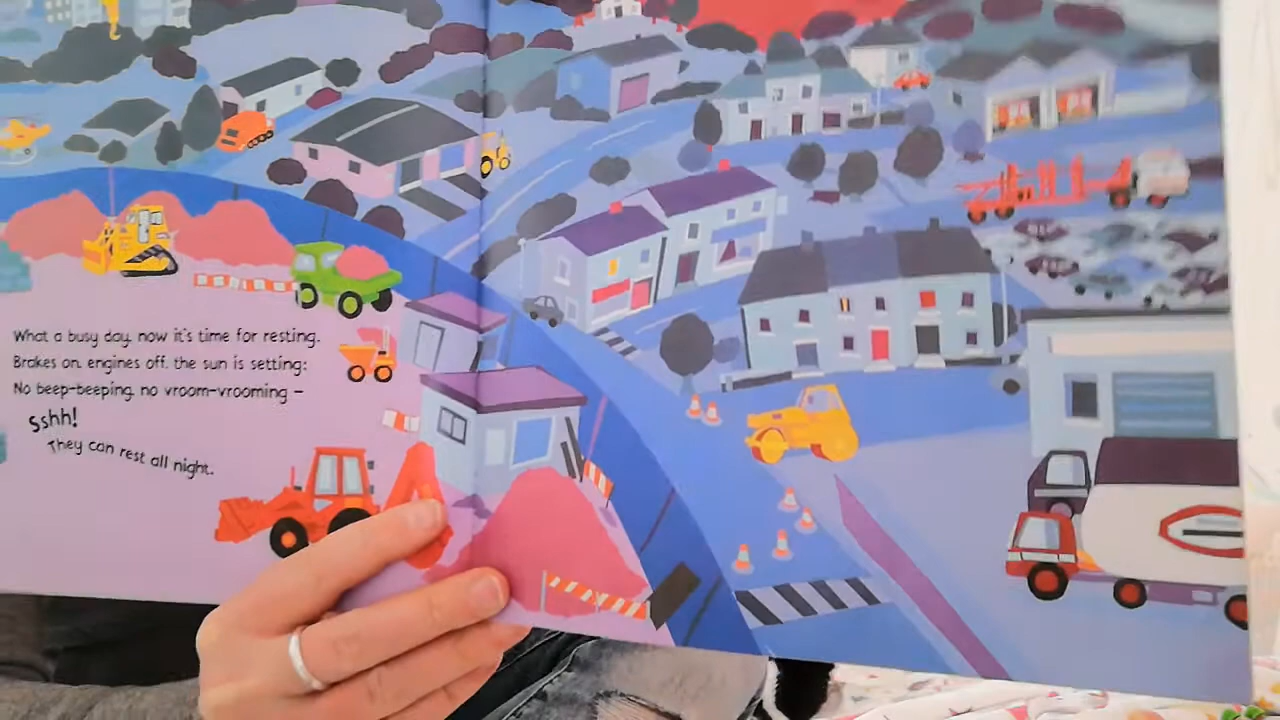 What a busy day, now it's time for resting.
Brakes on, engines off, the sun is setting;
No beep-beeping, no vroom-vrooming –
Sshh!
They can rest all night.